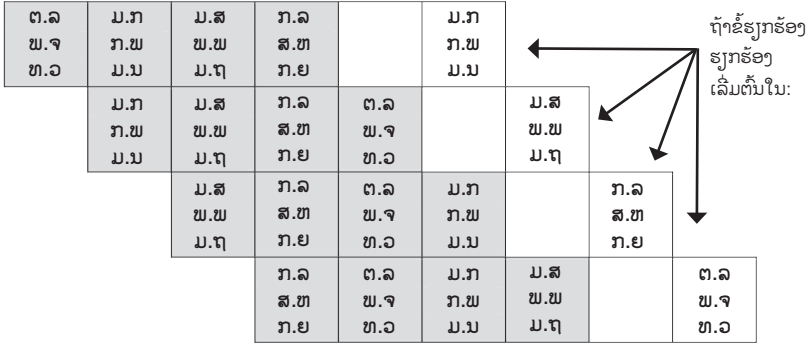 ຕ.ລ ມ.ກ ມ.ສ ກ.ລ ມ.ກ
ພ.ຈ ກ.ພ ພ.ພ ສ.ຫ ກ.ພ
ທ.ວ ມ.ນ ມ.ຖ ກ.ຍ ມ.ນ
ຖ້າຂໍ້ຮຽກຮ້ອງ
ຮຽກຮ້ອງ
ເລີ່ມຕົ້ນໃນ:
ມ.ກ ມ.ສ ກ.ລ ຕ.ລ ມ.ສ
ກ.ພ ພ.ພ ສ.ຫ ພ.ຈ ພ.ພ
ມ.ນ ມ.ຖ ກ.ຍ ທ.ວ ມ.ຖ
ມ.ສ ກ.ລ ຕ.ລ ມ.ກ ກ.ລ
ພ.ພ ສ.ຫ ພ.ຈ ກ.ພ ສ.ຫ
ມ.ຖ ກ.ຍ ທ.ວ ມ.ນ ກ.ຍ
ກ.ລ ຕ.ລ ມ.ກ ມ.ສ ຕ.ລ
ສ.ຫ ພ.ຈ ກ.ພ ພ.ພ ພ.ຈ
ກ.ຍ ທ.ວ ມ.ນ ມ.ຖ ທ.ວ